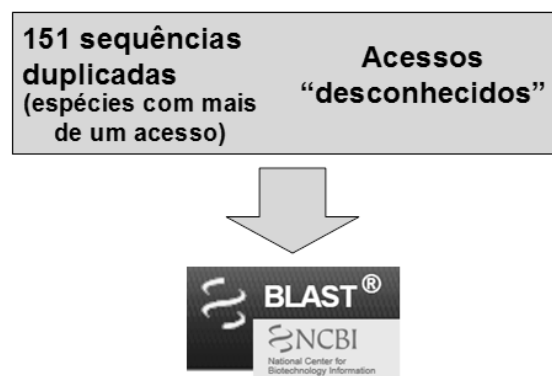 151 sequências
duplicadas
(espécies com mais
de um acesso)
Acessos
“desconhecidos”
BLAST®
NCBI
National Center for
Biotechnology Information